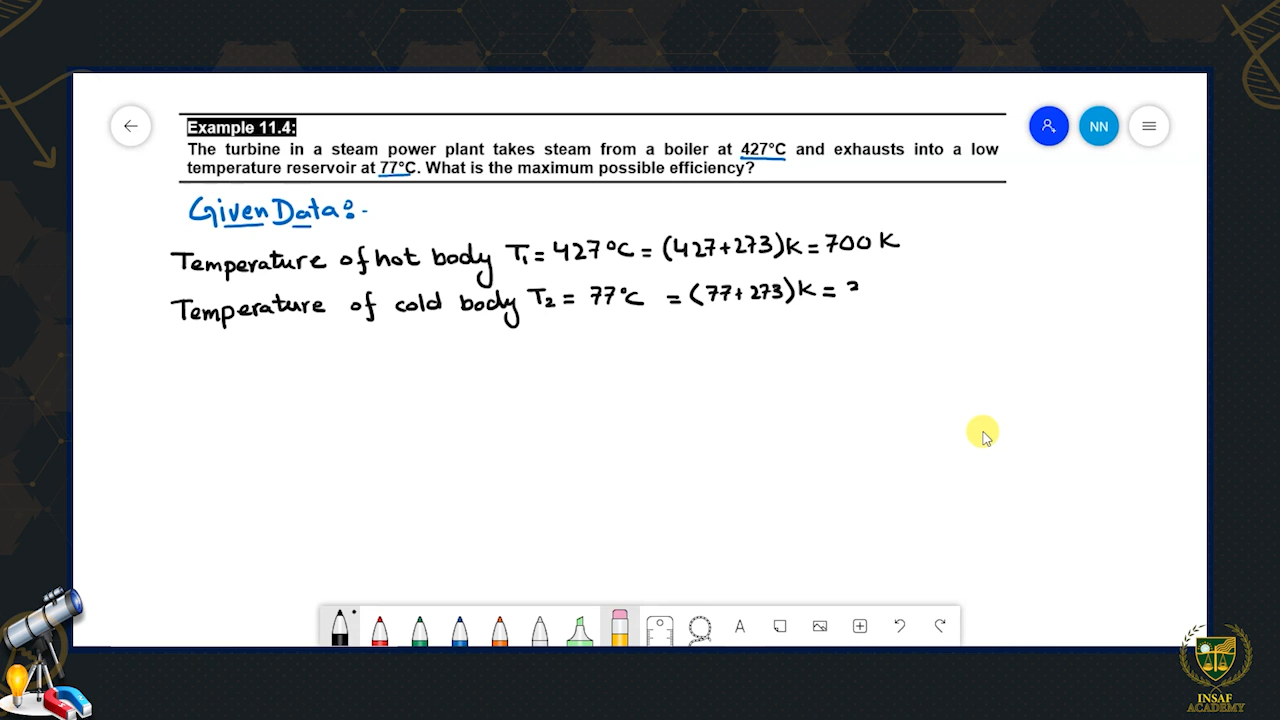 Example 11.4:
The turbine in a steam power plant takes steam from a boiler at 427°C and exhausts into a low
temperature reservoir at 77°C. What is the maximum possible efficiency?
NN
Given Data:-
Temperature of hot body T₁ = 427°C = (427+273)K = 700 K
Temperature of cold body T₂ = 77°C = (77+273)K =
A
INSAF
ACADEMY